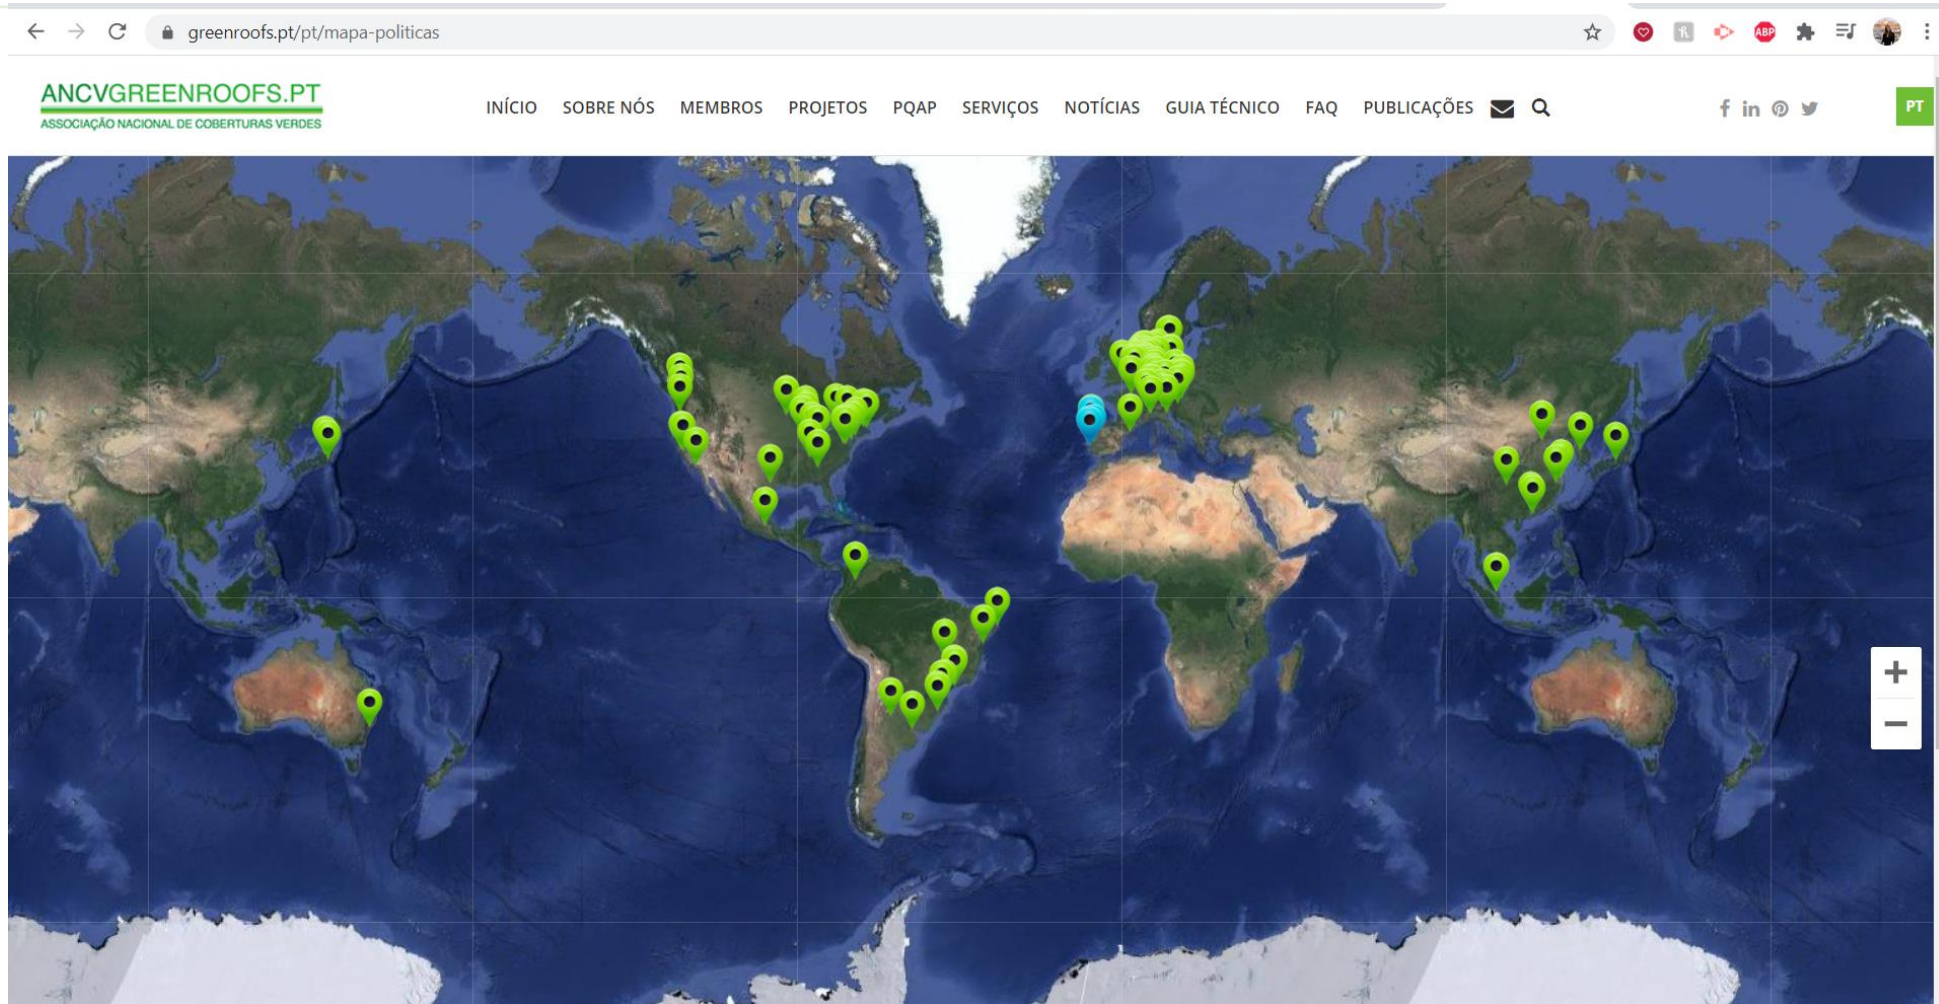 greenroofs.pt/pt/mapa-politicas
ABP
ANCVGREENROOFS.PT
ASSOCIAÇÃO NACIONAL DE COBERTURAS VERDES
INÍCIO SOBRE NÓS MEMBROS PROJETOS PQAP SERVIÇOS NOTÍCIAS GUIA TÉCNICO FAQ PUBLICAÇÕES
PT